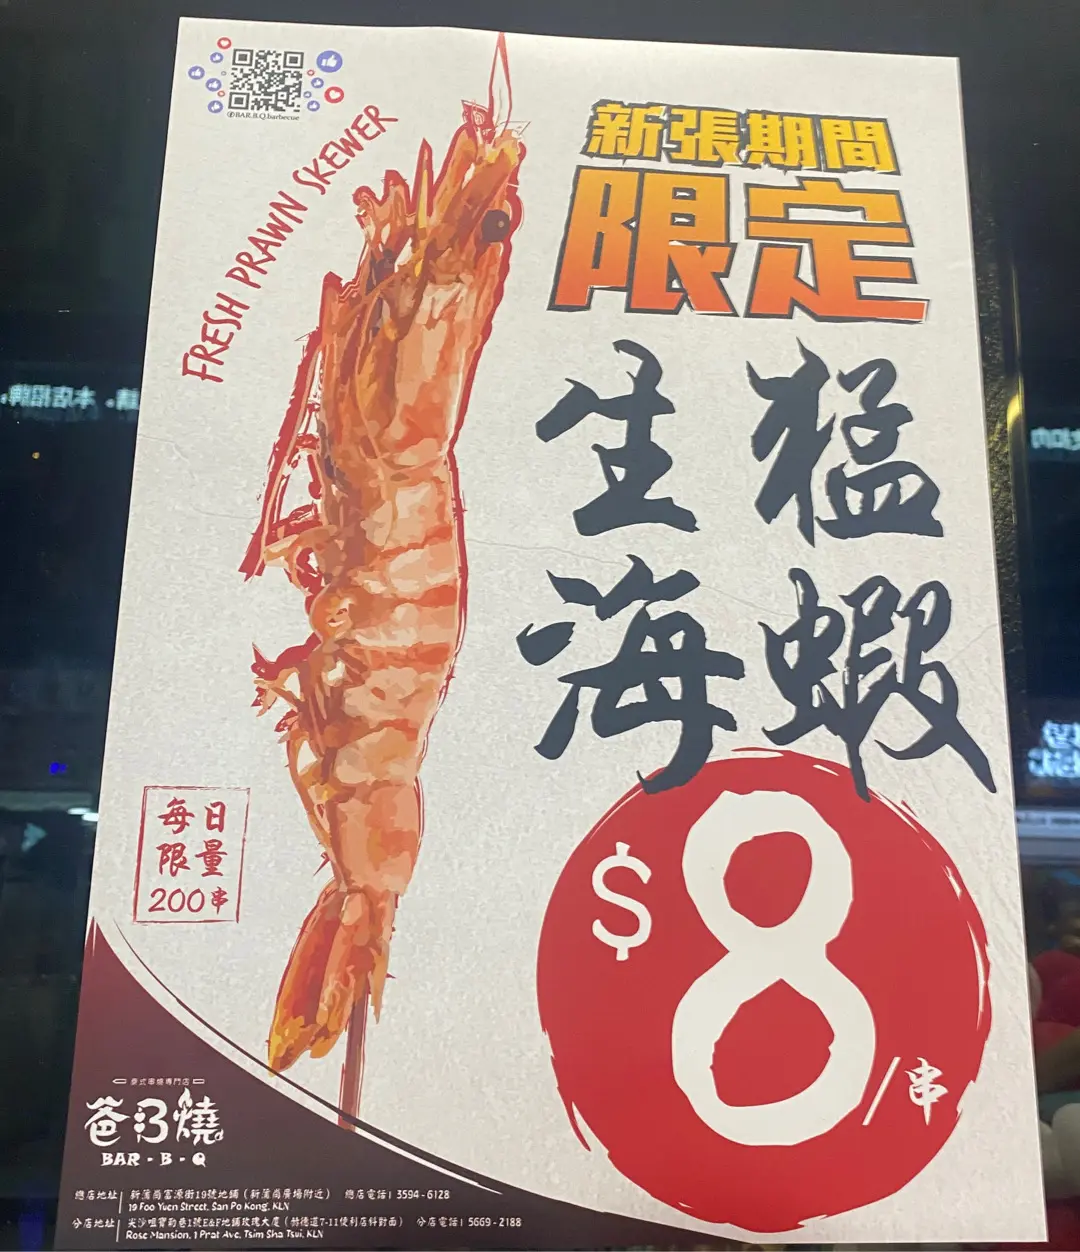 @BAR.B.Q.barbecue
FRESH PRAWN SKEWER
新張期間
限定
生猛
海蝦
$8/串
每日
限量
200串
泰式串燒專門店
爸B燒
BAR-B-Q
總店地址| 新蒲崗富源街19號地舖(新蒲崗廣場附近) 總店電話| 3594-6128
19 Foo Yuen Street, San Po Kong, KLN
分店地址| 尖沙咀寶勒巷1號E&F地舖玫瑰大廈(赫德道7-11便利店斜對面) 分店電話| 5669-2188
Rose Mansion, 1 Prat Ave, Tsim Sha Tsui, KLN